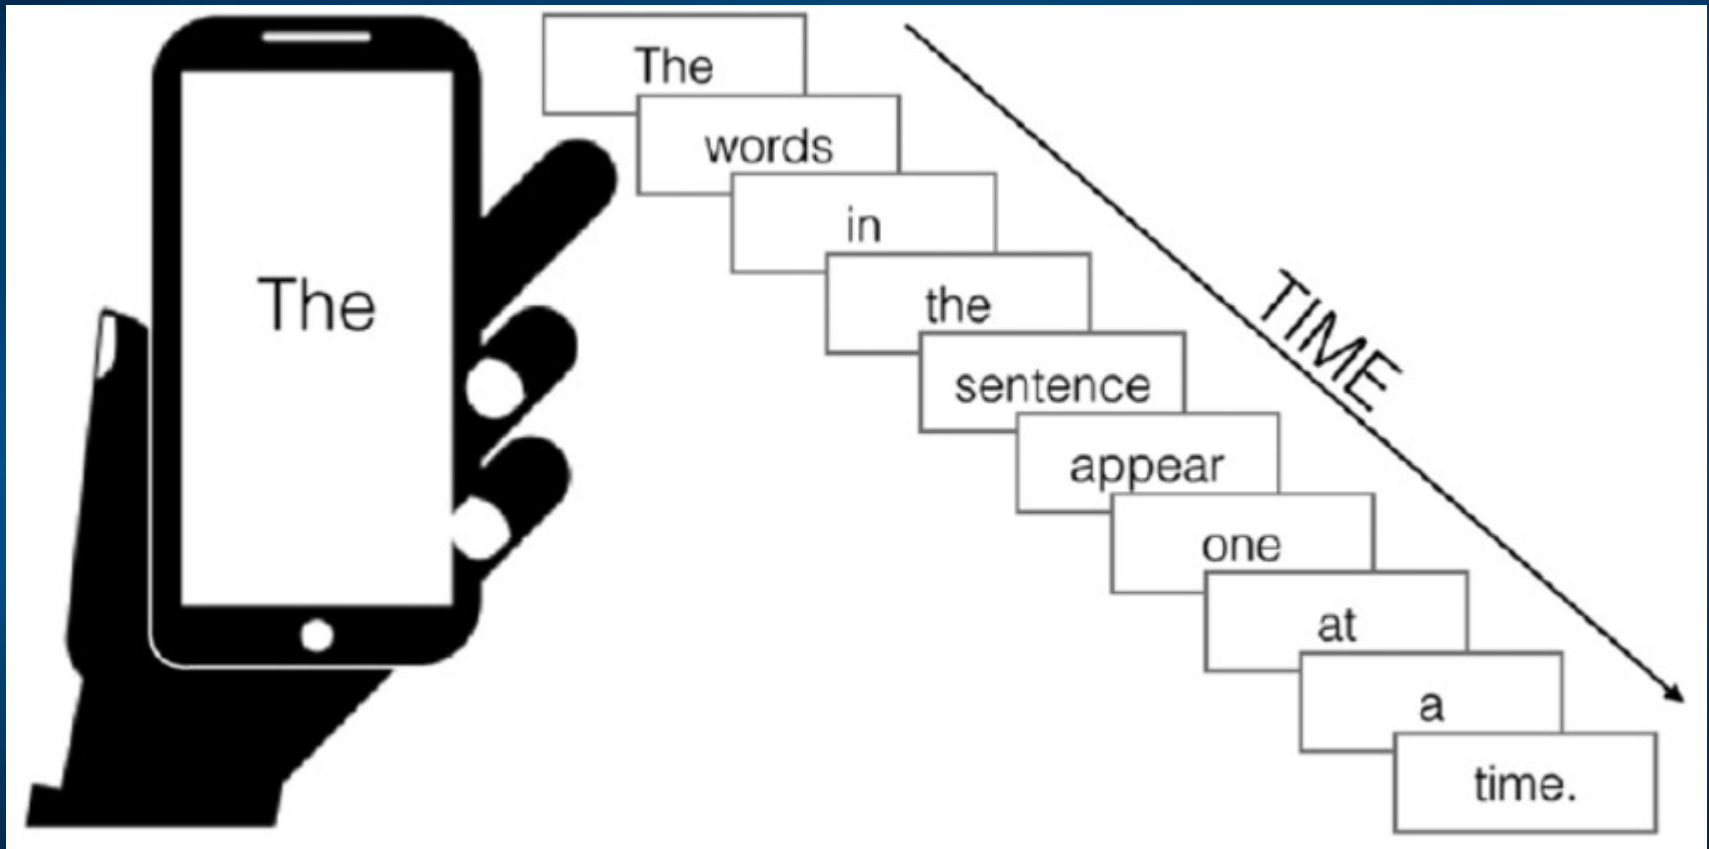 The
The
words
in
the
sentence
appear
one
at
a
time.
TIME